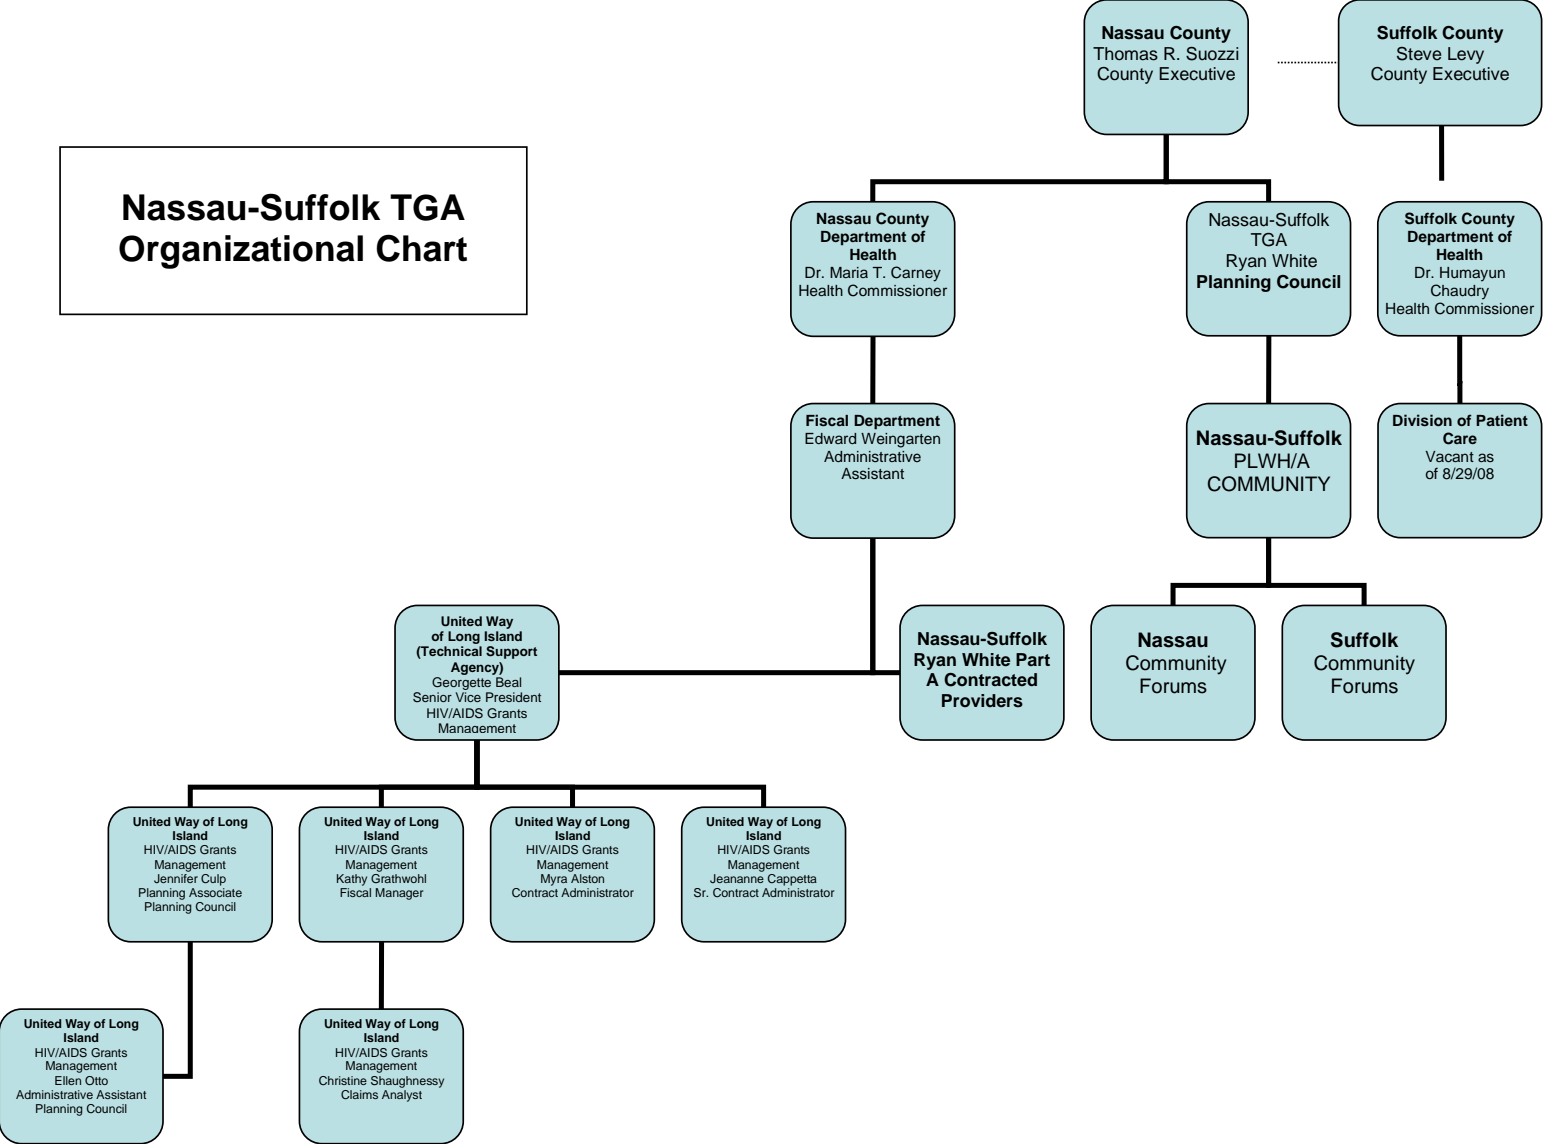 Nassau County
Thomas R. Suozzi
County Executive
Suffolk County
Steve Levy
County Executive
Nassau-Suffolk TGA
Organizational Chart
Nassau County
Department of
Health
Dr. Maria T. Carney
Health Commissioner
Nassau-Suffolk
TGA
Ryan White
Planning Council
Suffolk County
Department of
Health
Dr. Humayun
Chaudry
Health Commissioner
Fiscal Department
Edward Weingarten
Administrative
Assistant
Nassau-Suffolk
PLWH/A
COMMUNITY
Division of Patient
Care
Vacant as
of 8/29/08
United Way
of Long Island
(Technical Support
Agency)
Georgette Beal
Senior Vice President
HIV/AIDS Grants
Management
Nassau-Suffolk
Ryan White Part
A Contracted
Providers
Nassau
Community
Forums
Suffolk
Community
Forums
United Way of Long
Island
HIV/AIDS Grants
Management
Jennifer Culp
Planning Associate
Planning Council
United Way of Long
Island
HIV/AIDS Grants
Management
Kathy Grathwohl
Fiscal Manager
United Way of Long
Island
HIV/AIDS Grants
Management
Myra Alston
Contract Administrator
United Way of Long
Island
HIV/AIDS Grants
Management
Jeananne Cappetta
Sr. Contract Administrator
United Way of Long
Island
HIV/AIDS Grants
Management
Ellen Otto
Administrative Assistant
Planning Council
United Way of Long
Island
HIV/AIDS Grants
Management
Christine Shaughnessy
Claims Analyst